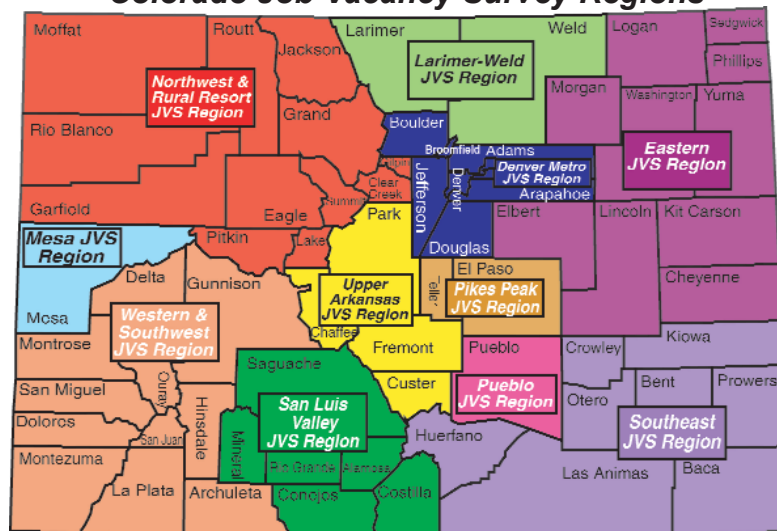 Colorado Job Vacancy Survey Regions
Moffat
Routt
Jackson
Larimer
Weld
Logan
Sedgwick
Phillips
Northwest &
Rural Resort
JVS Region
Larimer-Weld
JVS Region
Morgan
Washington
Yuma
Rio Blanco
Grand
Boulder
Broomfield
Adams
Eastern
JVS Region
Gilpin
Clear
Creek
Jefferson
Denver
Denver Metro
JVS Region
Arapahoe
Garfield
Eagle
Summit
Park
Douglas
Elbert
Lincoln
Kit Carson
Mesa JVS
Region
Pitkin
Lake
Delta
Gunnison
Upper
Arkansas
JVS Region
Teller
El Paso
Pikes Peak
JVS Region
Cheyenne
Mesa
Western &
Southwest
JVS Region
Chaffee
Fremont
Pueblo
Crowley
Kiowa
Montrose
Saguache
Custer
Pueblo
JVS Region
San Miguel
Ouray
Hinsdale
San Luis
Valley
JVS Region
Otero
Bent
Prowers
Dolores
San Juan
Mineral
Huerfano
Southeast
JVS Region
Montezuma
Rio Grande
Alamosa
Las Animas
Baca
La Plata
Archuleta
Conejos
Costilla